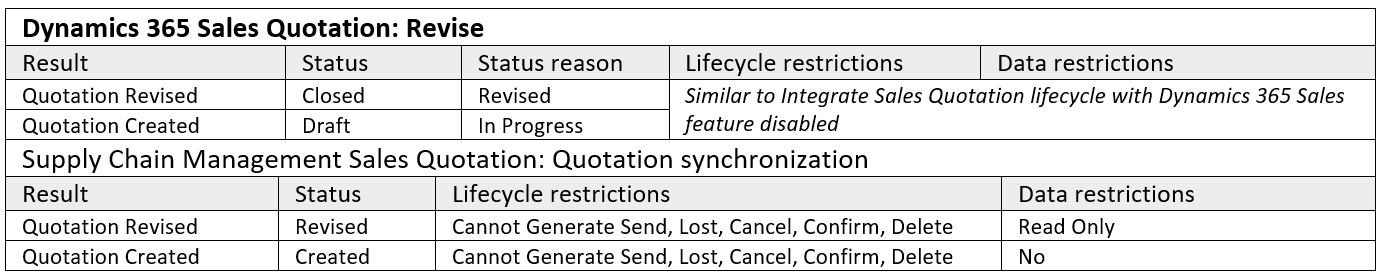 Dynamics 365 Sales Quotation: Revise
Result Status Status reason Lifecycle restrictions Data restrictions
Quotation Revised Closed Revised Similar to Integrate Sales Quotation lifecycle with Dynamics 365 Sales
Quotation Created Draft In Progress feature disabled
Supply Chain Management Sales Quotation: Quotation synchronization
Result Status Lifecycle restrictions Data restrictions
Quotation Revised Revised Cannot Generate Send, Lost, Cancel, Confirm, Delete Read Only
Quotation Created Created Cannot Generate Send, Lost, Cancel, Confirm, Delete No